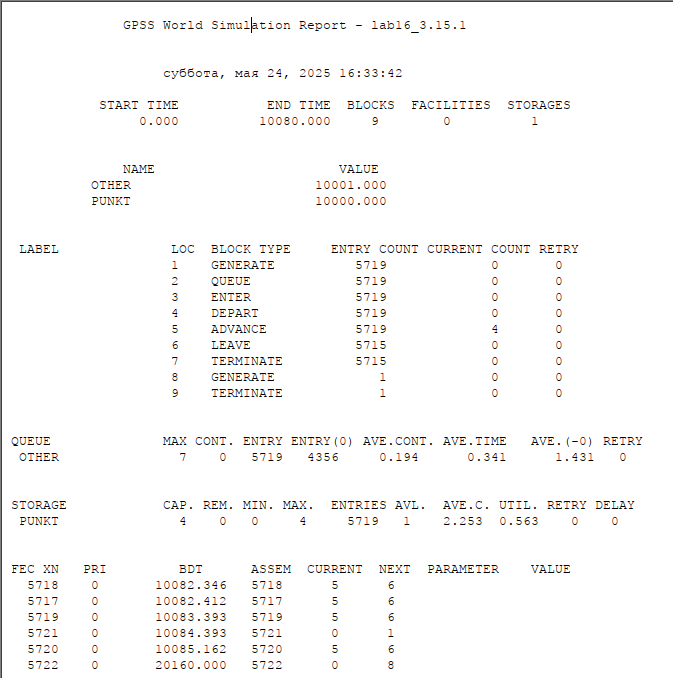 GPSS World Simulation Report - lab16_3.15.1
суббота, мая 24, 2025 16:33:42
START TIME END TIME BLOCKS FACILITIES STORAGES
0.000 10080.000 9 0 1
NAME VALUE
OTHER 10001.000
PUNKT 10000.000
LABEL LOC BLOCK TYPE ENTRY COUNT CURRENT COUNT RETRY
1 GENERATE 5719 0 0
2 QUEUE 5719 0 0
3 ENTER 5719 0 0
4 DEPART 5719 0 0
5 ADVANCE 5719 4 0
6 LEAVE 5715 0 0
7 TERMINATE 5715 0 0
8 GENERATE 1 0 0
9 TERMINATE 1 0 0
QUEUE MAX CONT. ENTRY ENTRY(0) AVE.CONT. AVE.TIME AVE.(-0) RETRY
OTHER 7 0 5719 4356 0.194 0.341 1.431 0
STORAGE CAP. REM. MIN. MAX. ENTRIES AVL. AVE.C. UTIL. RETRY DELAY
PUNKT 4 0 0 4 5719 1 2.253 0.563 0 0
FEC XN PRI BDT ASSEM CURRENT NEXT PARAMETER VALUE
5718 0 10082.346 5718 5 6
5717 0 10082.412 5717 5 6
5719 0 10083.393 5719 5 6
5721 0 10084.393 5721 0 1
5720 0 10085.162 5720 5 6
5722 0 20160.000 5722 0 8